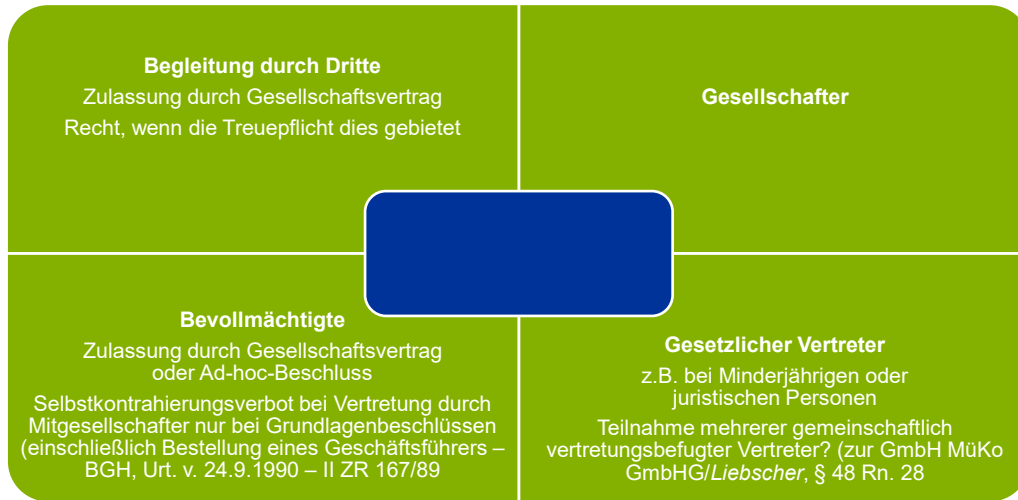 Begleitung durch Dritte
Zulassung durch Gesellschaftsvertrag
Recht, wenn die Treuepflicht dies gebietet
Gesellschafter
Bevollmächtigte
Zulassung durch Gesellschaftsvertrag
oder Ad-hoc-Beschluss
Selbstkontrahierungsverbot bei Vertretung durch
Mitgesellschafter nur bei Grundlagenbeschlüssen
(einschließlich Bestellung eines Geschäftsführers –
BGH, Urt. v. 24.9.1990 – II ZR 167/89
Gesetzlicher Vertreter
z.B. bei Minderjährigen oder
juristischen Personen
Teilnahme mehrerer gemeinschaftlich
vertretungsbefugter Vertreter? (zur GmbH MüKo
GmbHG/Liebscher, § 48 Rn. 28